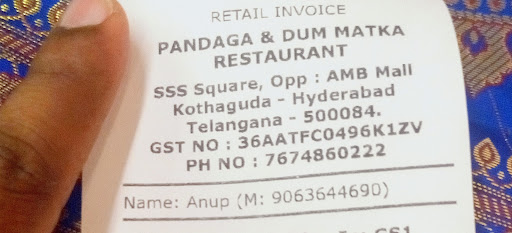 RETAIL INVOICE
PANDAGA & DUM MATKA
RESTAURANT
SSS Square, Opp : AMB Mall
Kothaguda - Hyderabad
Telangana - 500084.
GST NO : 36AATFC0496K1ZV
PH NO : 7674860222
Name: Anup (M: 9063644690)